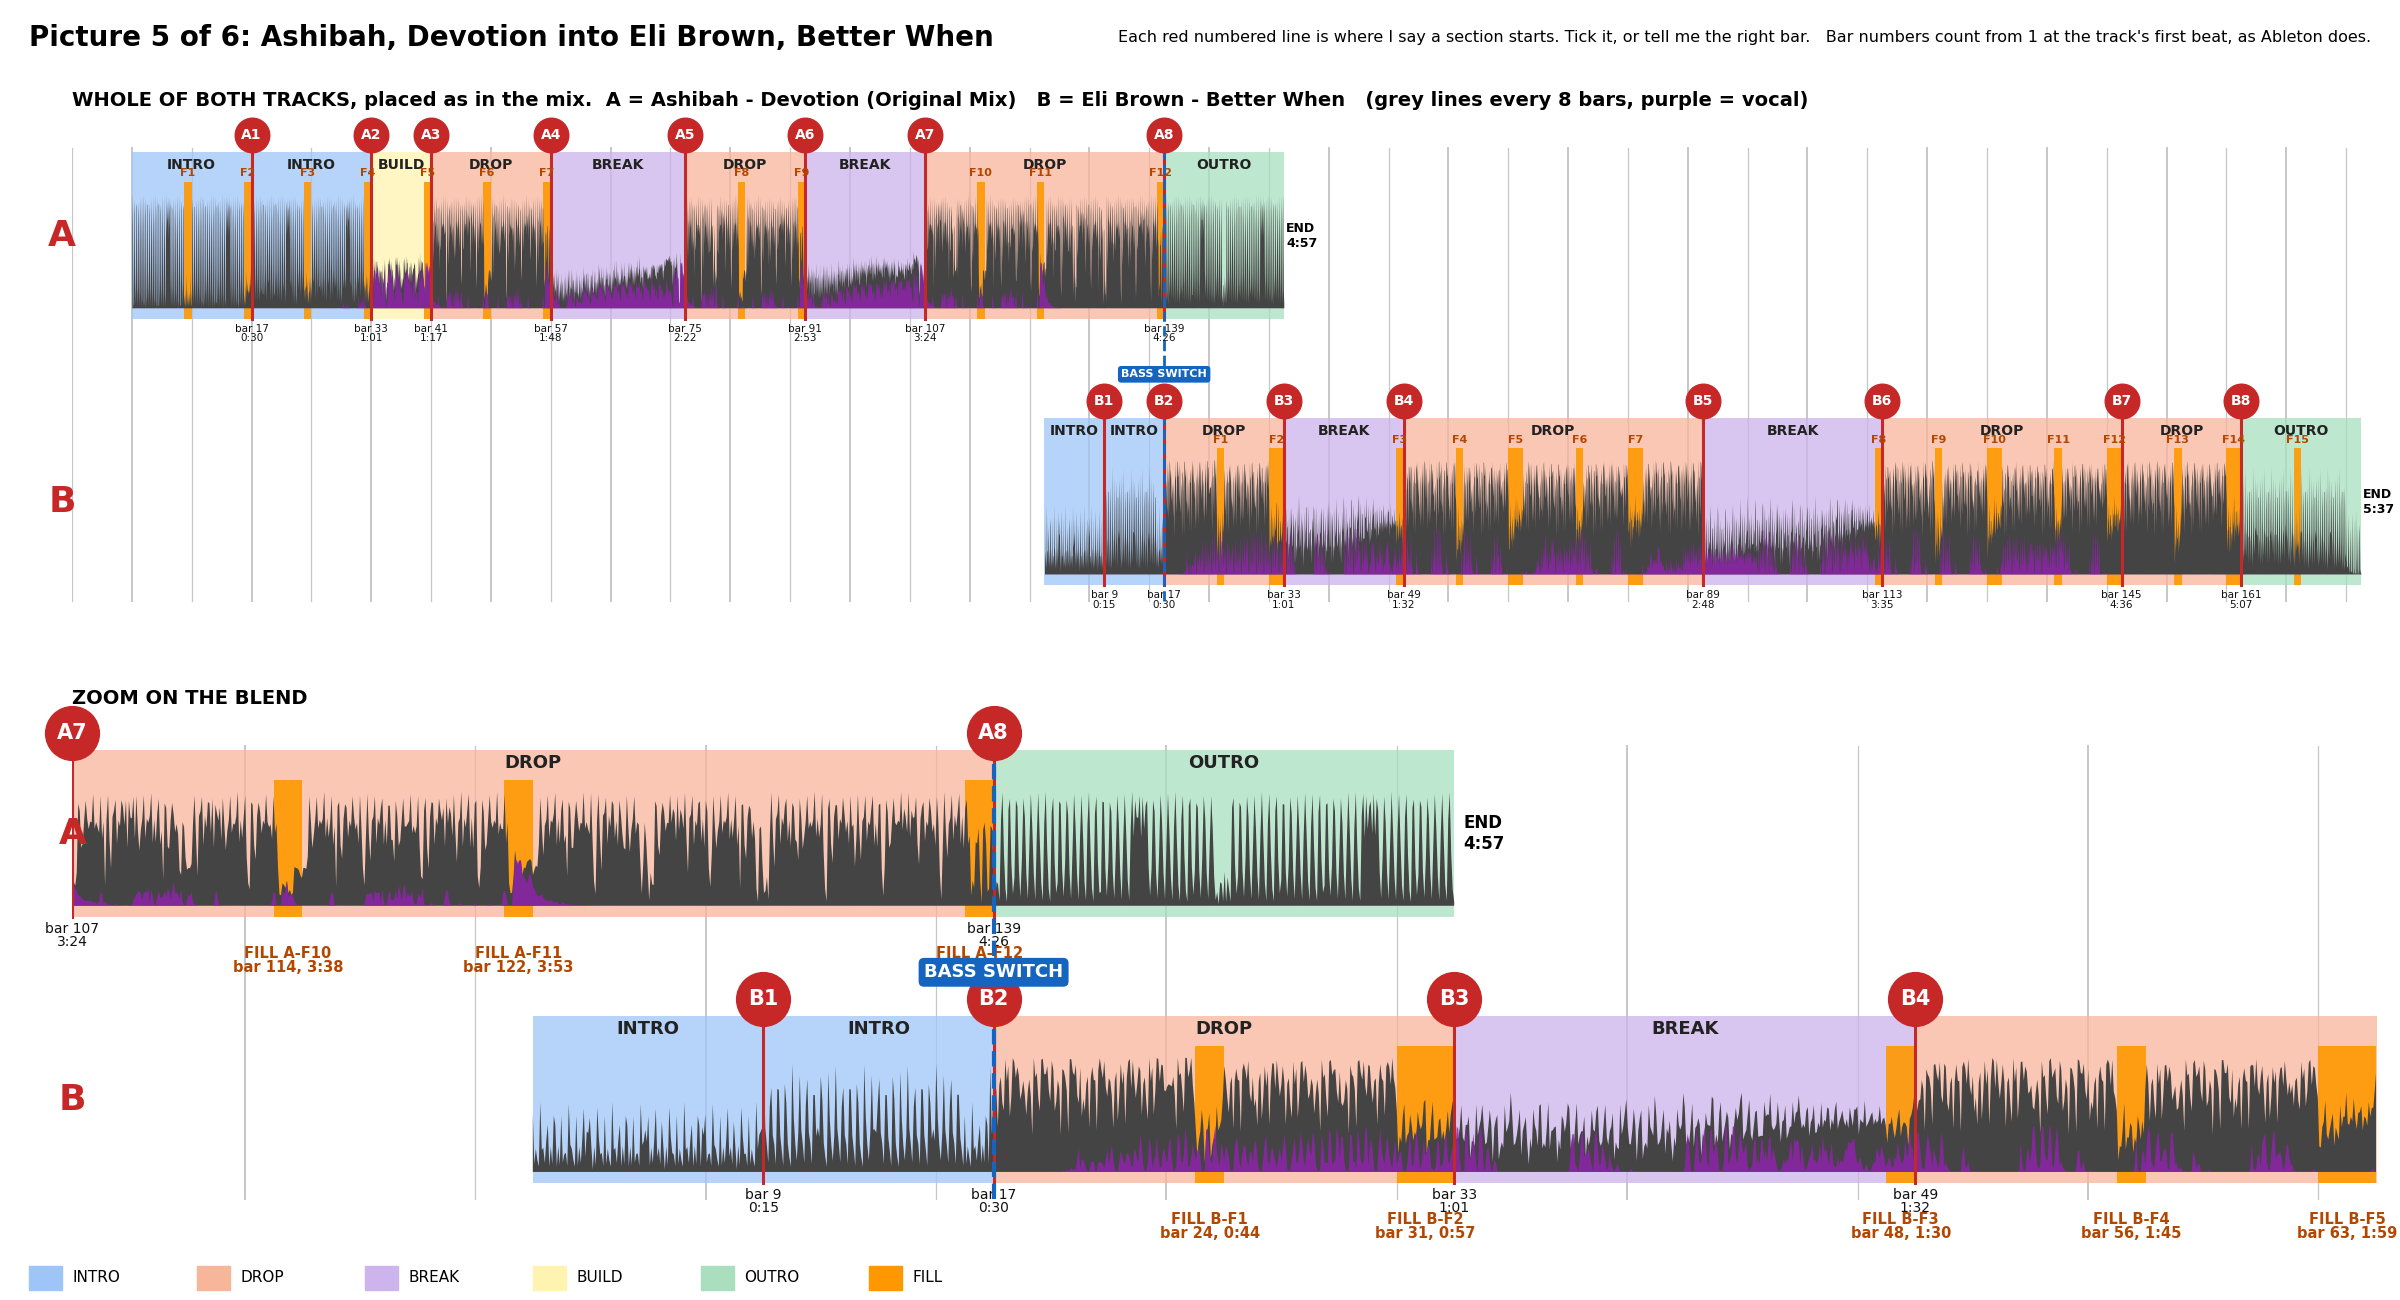 Picture 5 of 6: Ashibah, Devotion into Eli Brown, Better When
Each red numbered line is where I say a section starts. Tick it, or tell me the right bar.   Bar numbers count from 1 at the track's first beat, as Ableton does.
WHOLE OF BOTH TRACKS, placed as in the mix.  A = Ashibah - Devotion (Original Mix)   B = Eli Brown - Better When   (grey lines every 8 bars, purple = vocal)
A1 A2 A3 A4 A5 A6 A7 A8
INTRO INTRO BUILD DROP BREAK DROP BREAK DROP OUTRO
F1 F2 F3 F4 F5 F6 F7 F8 F9 F10 F11 F12
A
END
4:57
bar 17 bar 33 bar 41 bar 57 bar 75 bar 91 bar 107 bar 139
0:30 1:01 1:17 1:48 2:22 2:53 3:24 4:26
BASS SWITCH
B1 B2 B3 B4 B5 B6 B7 B8
INTRO INTRO DROP BREAK DROP BREAK DROP DROP OUTRO
F1 F2 F3 F4 F5 F6 F7 F8 F9 F10 F11 F12 F13 F14 F15
B
END
5:37
bar 9 bar 17 bar 33 bar 49 bar 89 bar 113 bar 145 bar 161
0:15 0:30 1:01 1:32 2:48 3:35 4:36 5:07
ZOOM ON THE BLEND
A7 A8
DROP OUTRO
A
END
4:57
bar 107 bar 139
3:24 4:26
FILL A-F10 FILL A-F11 FILL A-F12
bar 114, 3:38 bar 122, 3:53
BASS SWITCH
B1 B2 B3 B4
INTRO INTRO DROP BREAK
B
bar 9 bar 17 bar 33 bar 49
0:15 0:30 1:01 1:32
FILL B-F1 FILL B-F2 FILL B-F3 FILL B-F4 FILL B-F5
bar 24, 0:44 bar 31, 0:57 bar 48, 1:30 bar 56, 1:45 bar 63, 1:59
INTRO DROP BREAK BUILD OUTRO FILL